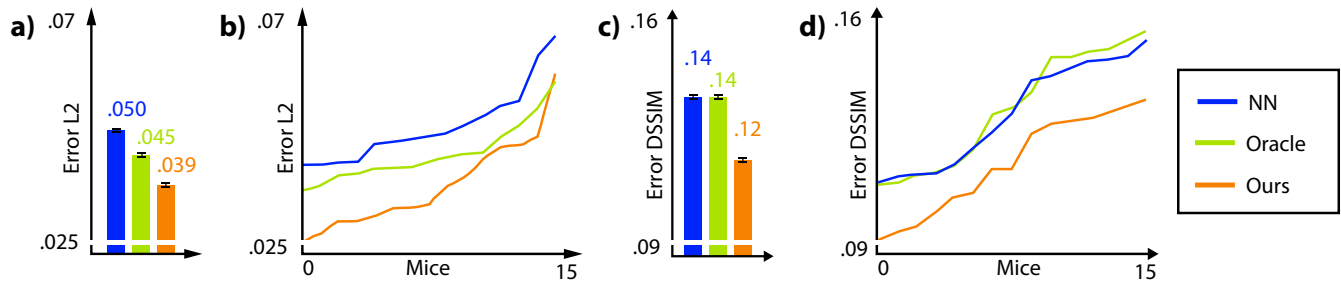 a)
.07
Error L2
.050
.045
.039
.025
b)
.07
Error L2
.025
0
Mice
15
c)
.16
Error DSSIM
.14
.14
.12
.09
d)
.16
Error DSSIM
.09
0
Mice
15
NN
Oracle
Ours